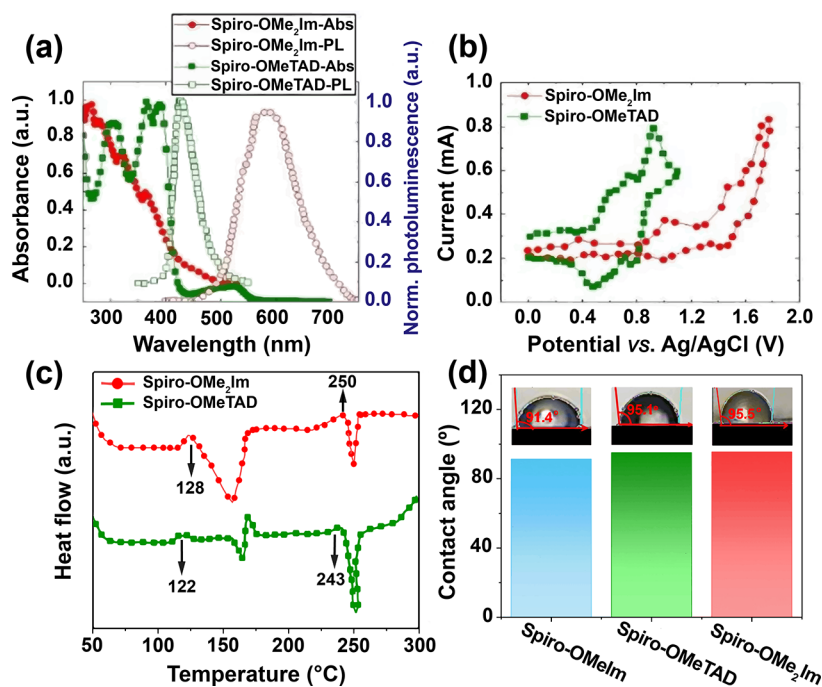 (a)
Spiro-OMe₂Im-Abs
Spiro-OMe₂Im-PL
Spiro-OMeTAD-Abs
Spiro-OMeTAD-PL
Absorbance (a.u.)
1.0
0.8
0.6
0.4
0.2
0.0
Norm. photoluminescence (a.u.)
1.0
0.8
0.6
0.4
0.2
0.0
300 400 500 600 700
Wavelength (nm)
(b)
Spiro-OMe₂Im
Spiro-OMeTAD
Current (mA)
1.0
0.8
0.6
0.4
0.2
0.0
0.0 0.4 0.8 1.2 1.6 2.0
Potential vs. Ag/AgCl (V)
(c)
Spiro-OMe₂Im
Spiro-OMeTAD
250
128
122
243
Heat flow (a.u.)
50 100 150 200 250 300
Temperature (°C)
(d)
91.4°
95.1°
95.5°
Contact angle (º)
120
80
40
0
Spiro-OMeIm
Spiro-OMeTAD
Spiro-OMe₂Im